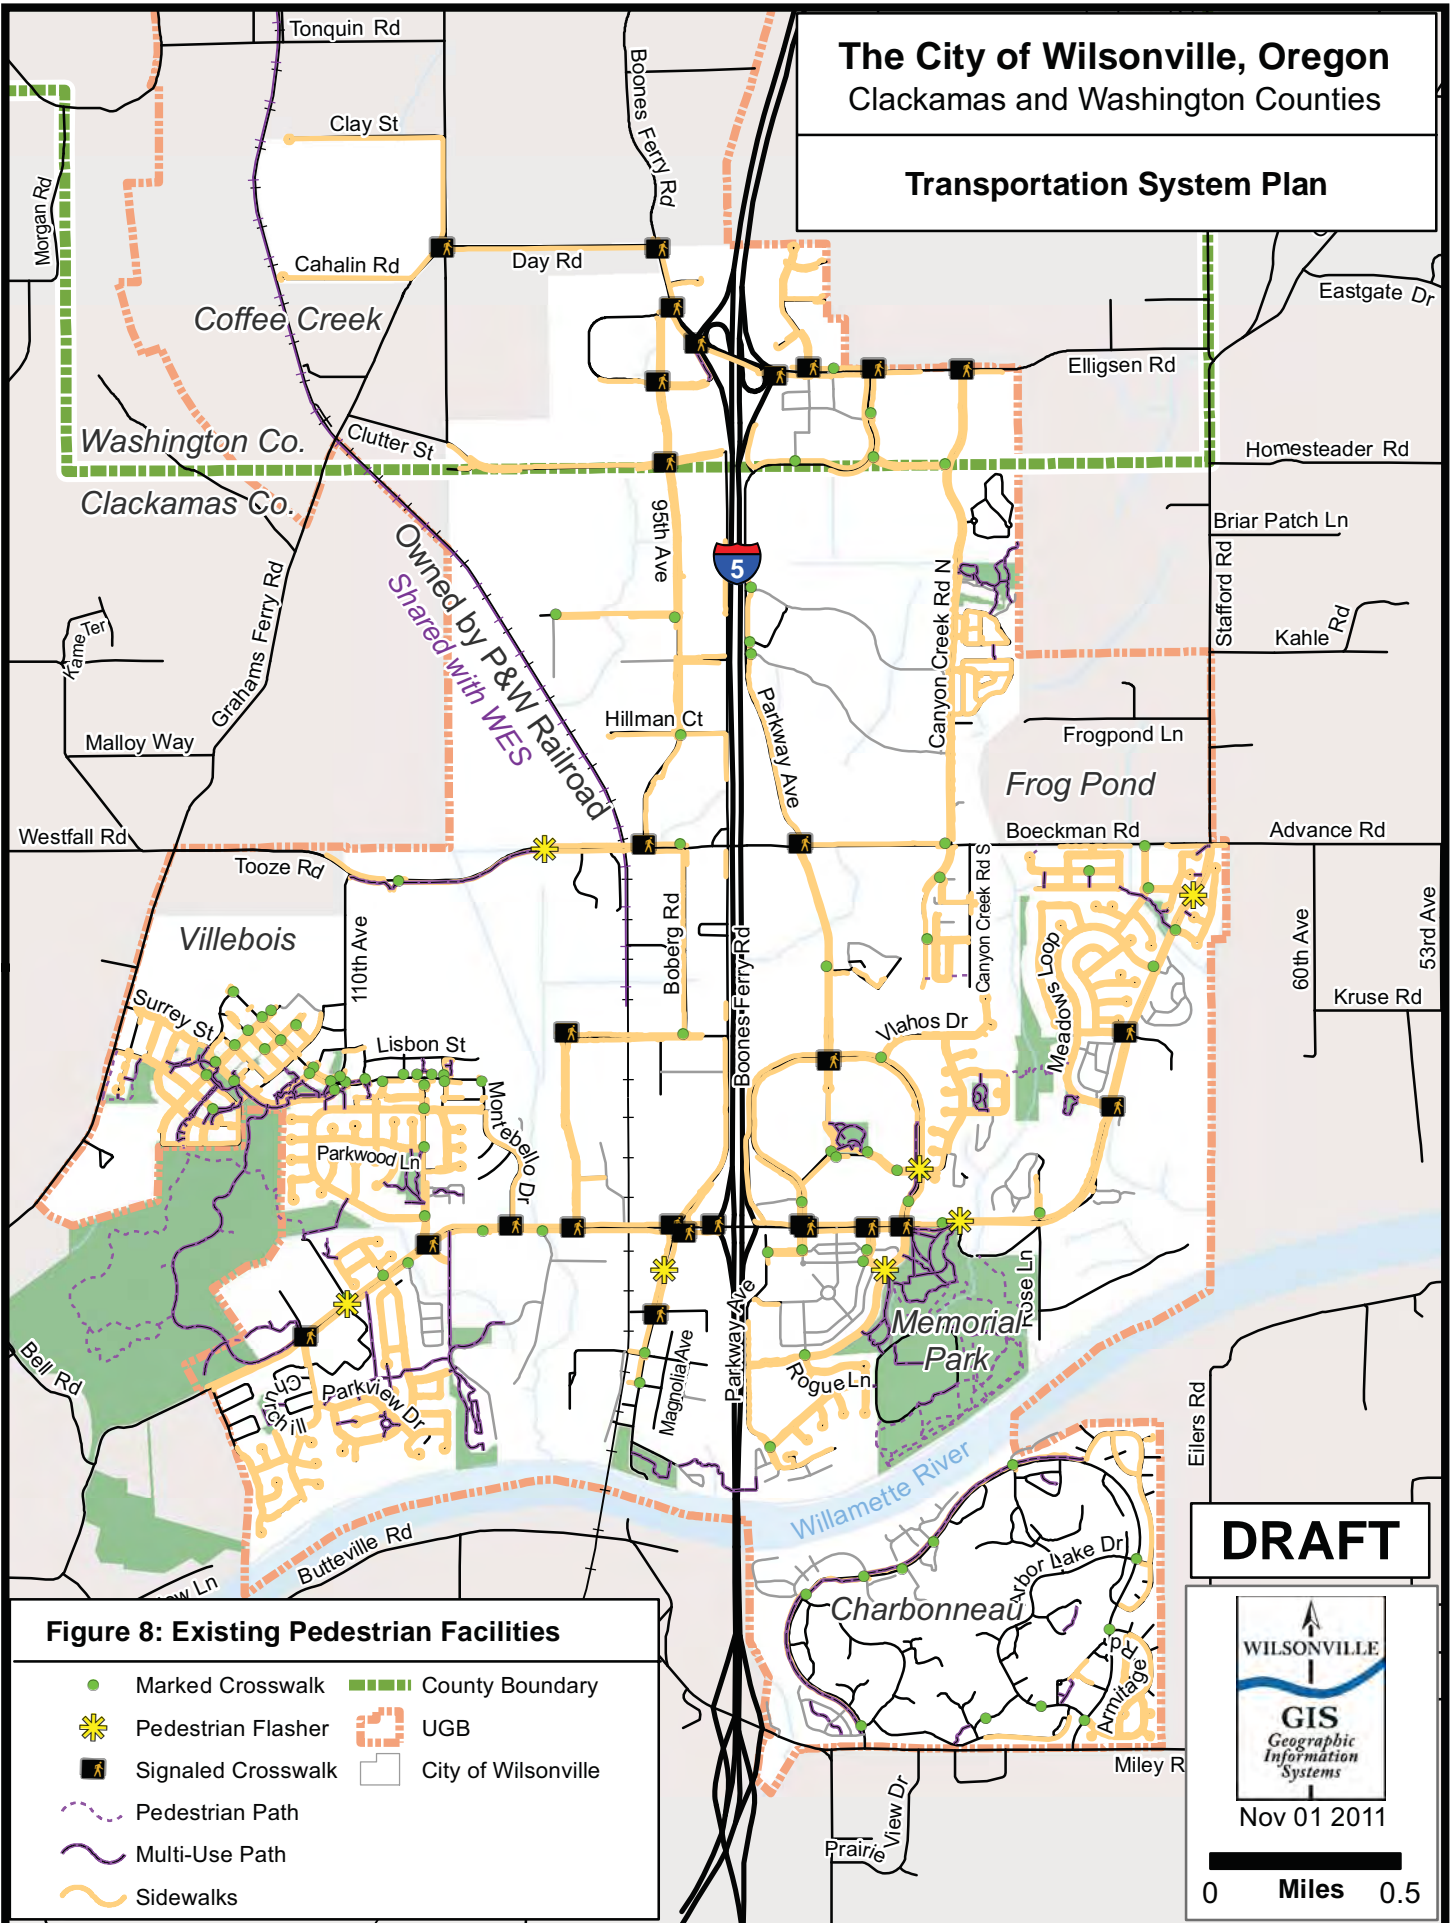 The City of Wilsonville, Oregon
Clackamas and Washington Counties
Transportation System Plan
Tonquin Rd
Boones Ferry Rd
Clay St
Morgan Rd
Cahalin Rd
Day Rd
Eastgate Dr
Coffee Creek
Elligsen Rd
Washington Co.
Clutter St
Homesteader Rd
Clackamas Co.
95th Ave
Briar Patch Ln
Owned by P&W Railroad
Shared with WES
5
Canyon Creek Rd N
Stafford Rd
Kame Ter
Grahams Ferry Rd
Kahle Rd
Hillman Ct
Parkway Ave
Malloy Way
Frogpond Ln
Frog Pond
Westfall Rd
Boeckman Rd
Advance Rd
Tooze Rd
Canyon Creek Rd S
Villebois
110th Ave
Boberg Rd
Boones Ferry Rd
Meadows Loop
60th Ave
53rd Ave
Surrey St
Kruse Rd
Vlahos Dr
Lisbon St
Montebello Dr
Parkwood Ln
Rose Ln
Memorial
Park
Bell Rd
Churchill
Parkview Dr
Magnolia Ave
Parkway Ave
Rogue Ln
Eilers Rd
Willamette River
Butteville Rd
DRAFT
Arbor Lake Dr
ew Ln
Charbonneau
Armitage Rd
Miley R
Prairie View Dr
Figure 8: Existing Pedestrian Facilities
Marked Crosswalk
County Boundary
Pedestrian Flasher
UGB
Signaled Crosswalk
City of Wilsonville
Pedestrian Path
Multi-Use Path
Sidewalks
WILSONVILLE
GIS
Geographic
Information
Systems
Nov 01 2011
0 Miles 0.5